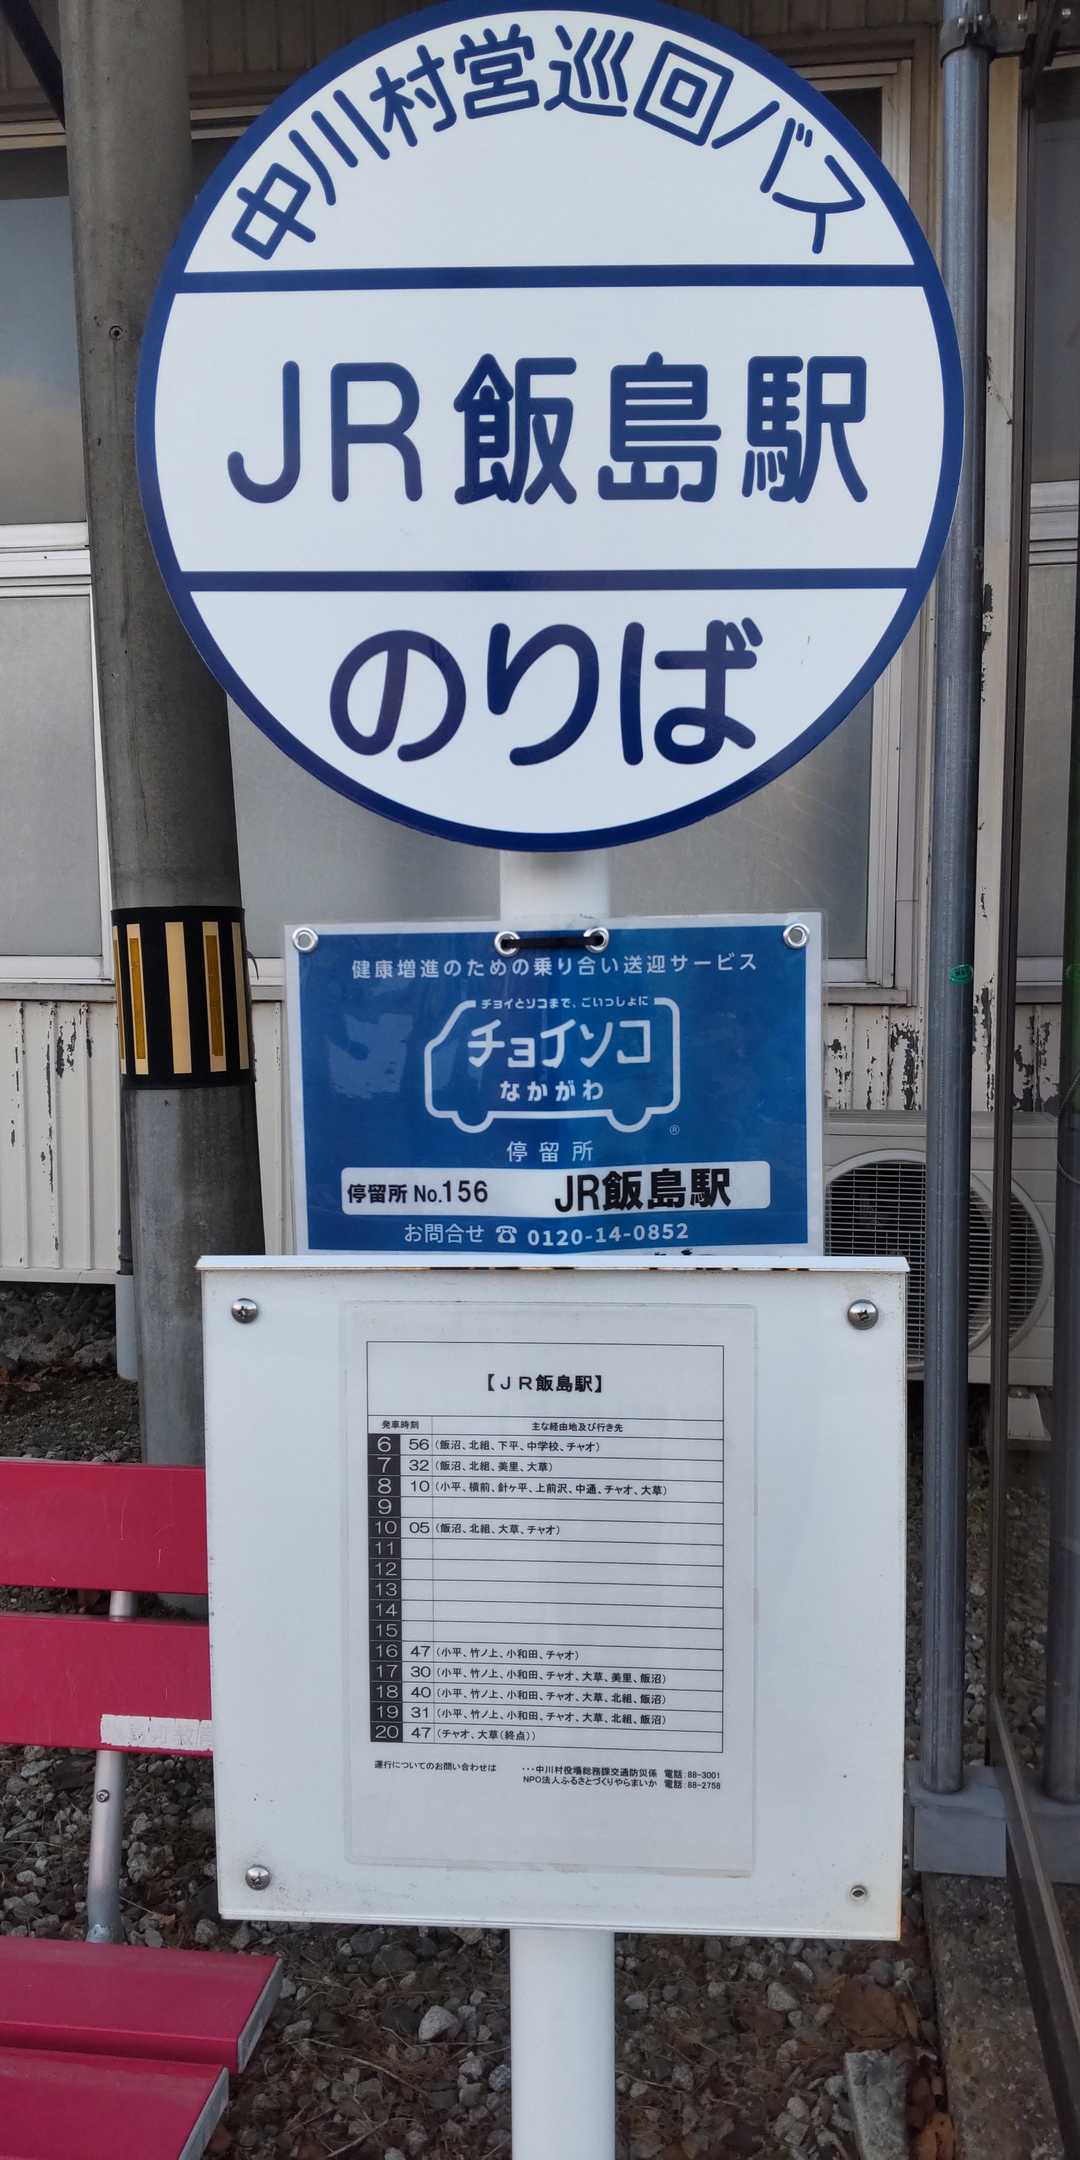 中川村営巡回バス
JR飯島駅
のりば
健康増進のための乗り合い送迎サービス
チョイとソコまで、ごいっしょに
チョイソコ
なかがわ
®
停留所
停留所 No.156 JR飯島駅
お問合せ ☎ 0120-14-0852
【ＪＲ飯島駅】
発車時刻 主な経由地及び行き先
6 56 (飯沼、北組、下平、中学校、チャオ)
7 32 (飯沼、北組、美里、大草)
8 10 (小平、横前、針ヶ平、上前沢、中通、チャオ、大草)
9
10 05 (飯沼、北組、大草、チャオ)
11
12
13
14
15
16 47 (小平、竹ノ上、小和田、チャオ)
17 30 (小平、竹ノ上、小和田、チャオ、大草、美里、飯沼)
18 40 (小平、竹ノ上、小和田、チャオ、大草、北組、飯沼)
19 31 (小平、竹ノ上、小和田、チャオ、大草、北組、飯沼)
20 47 (チャオ、大草(終点))
運行についてのお問い合わせは ･･･中川村役場総務課交通防災係 電話:88-3001
NPO法人ふるさとづくりやらまいか 電話:88-2758